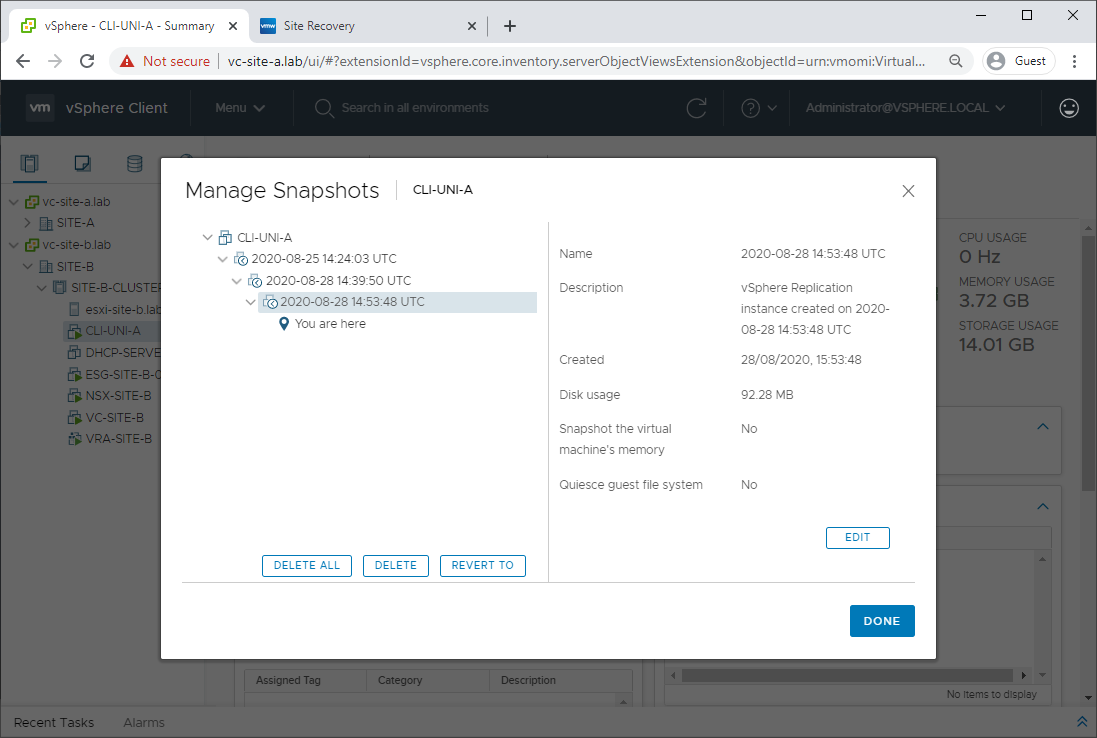 vSphere - CLI-UNI-A - Summary
vmw Site Recovery
Not secure
vc-site-a.lab/ui/#?extensionId=vsphere.core.inventory.serverObjectViewsExtension&objectId=urn:vmomi:Virtual...
Guest
vm vSphere Client
Menu
Search in all environments
Administrator@VSPHERE.LOCAL
vc-site-a.lab
SITE-A
vc-site-b.lab
SITE-B
SITE-B-CLUSTER
esxi-site-b.lab
CLI-UNI-A
DHCP-SERVE
ESG-SITE-B-C
NSX-SITE-B
VC-SITE-B
VRA-SITE-B
Manage Snapshots
CLI-UNI-A
CLI-UNI-A
2020-08-25 14:24:03 UTC
2020-08-28 14:39:50 UTC
2020-08-28 14:53:48 UTC
You are here
DELETE ALL
DELETE
REVERT TO
Name
2020-08-28 14:53:48 UTC
Description
vSphere Replication
instance created on 2020-
08-28 14:53:48 UTC
Created
28/08/2020, 15:53:48
Disk usage
92.28 MB
Snapshot the virtual
machine's memory
No
Quiesce guest file system
No
EDIT
DONE
CPU USAGE
0 Hz
MEMORY USAGE
3.72 GB
STORAGE USAGE
14.01 GB
Assigned Tag
Category
Description
No items to display
Recent Tasks
Alarms